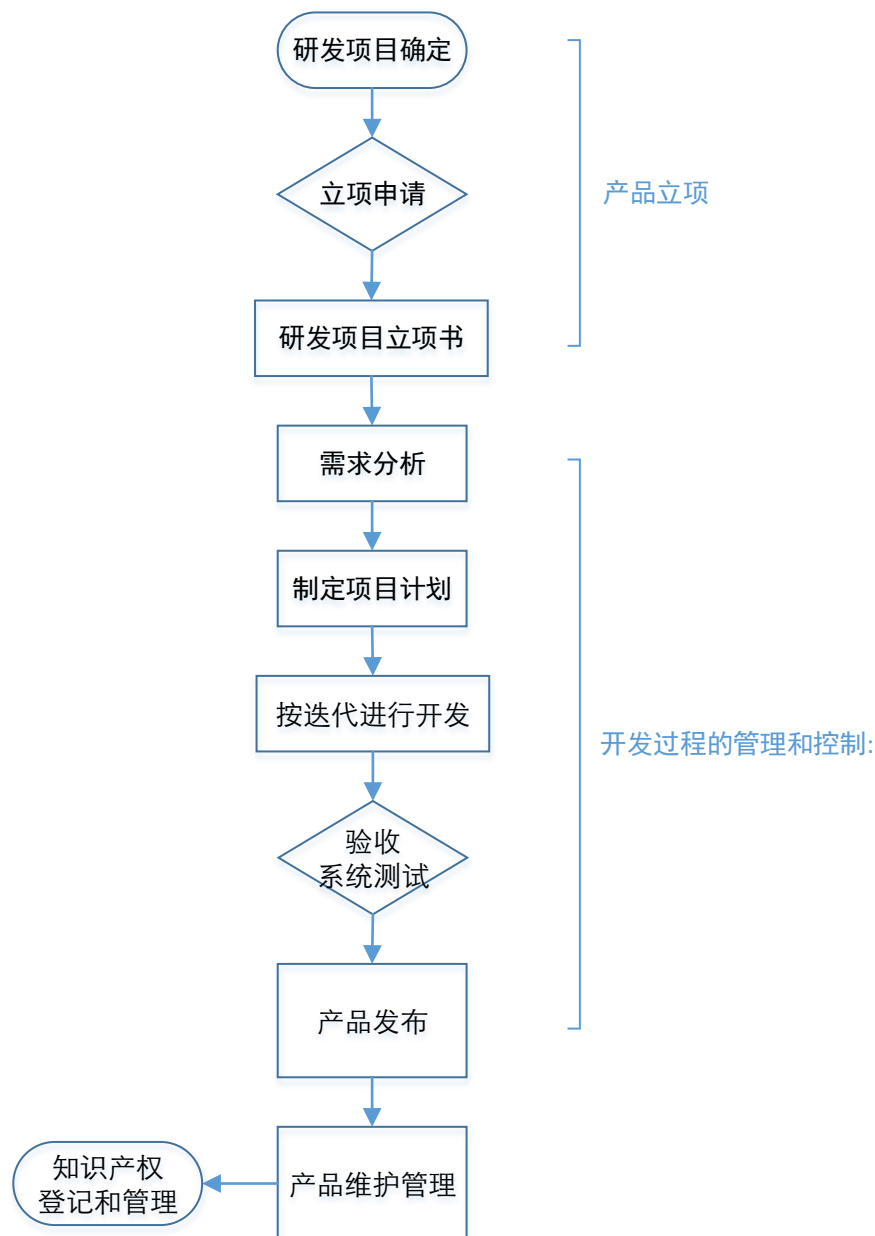 研发项目确定
立项申请
产品立项
研发项目立项书
需求分析
制定项目计划
按迭代进行开发
开发过程的管理和控制:
验收
系统测试
产品发布
知识产权
登记和管理
产品维护管理